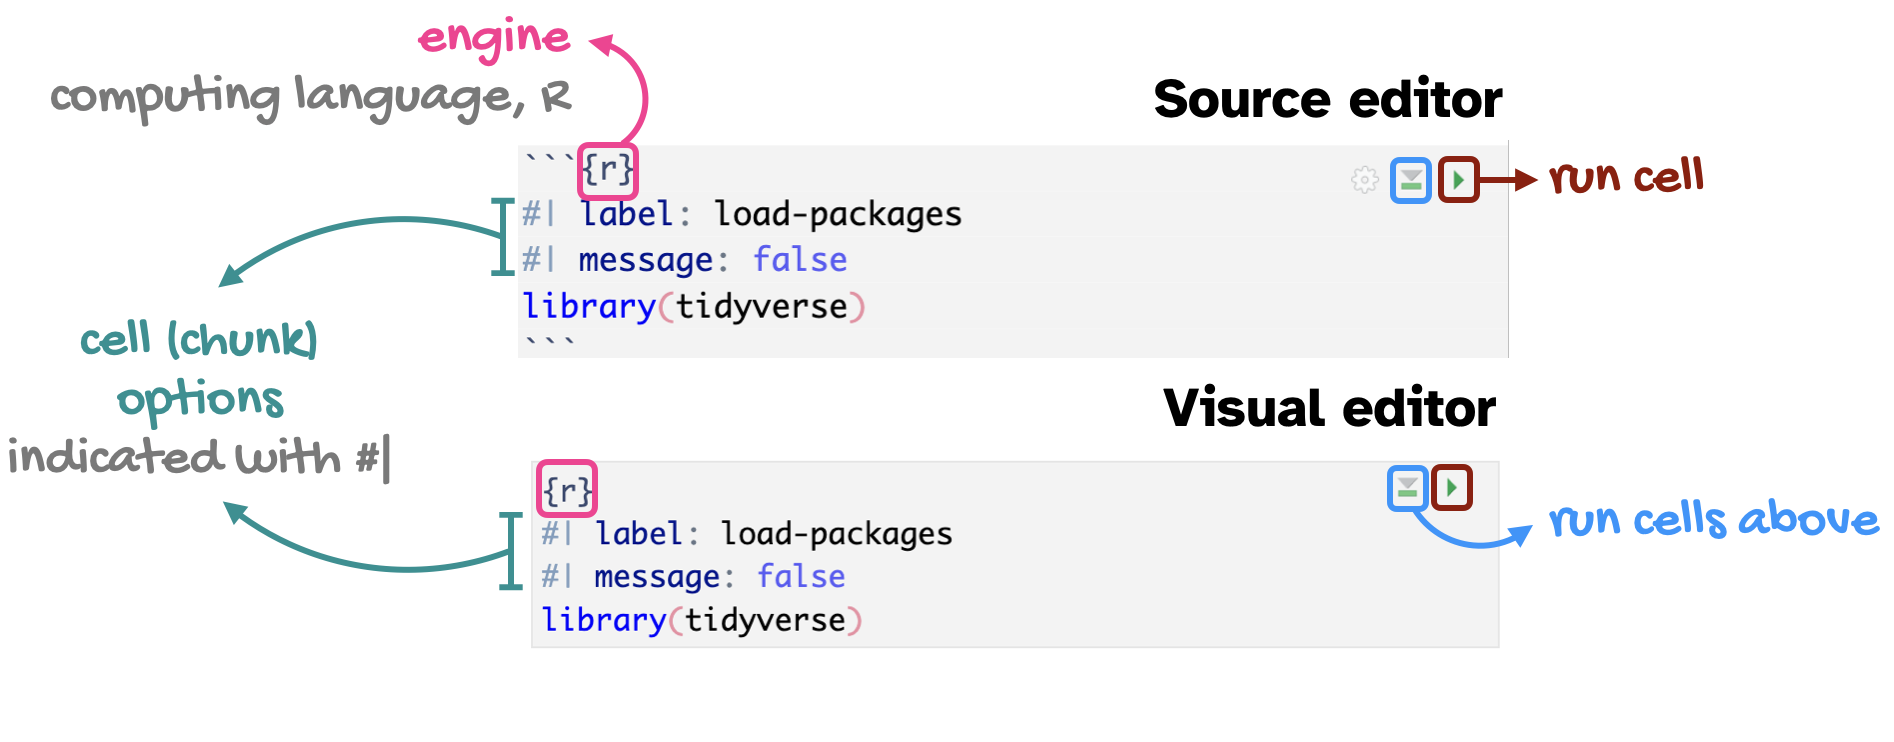 engine
computing language, R
Source editor
```{r}
run cell
#| label: load-packages
#| message: false
library(tidyverse)
```
cell (chunk)
options
indicated with #|
Visual editor
{r}
#| label: load-packages
#| message: false
library(tidyverse)
run cells above